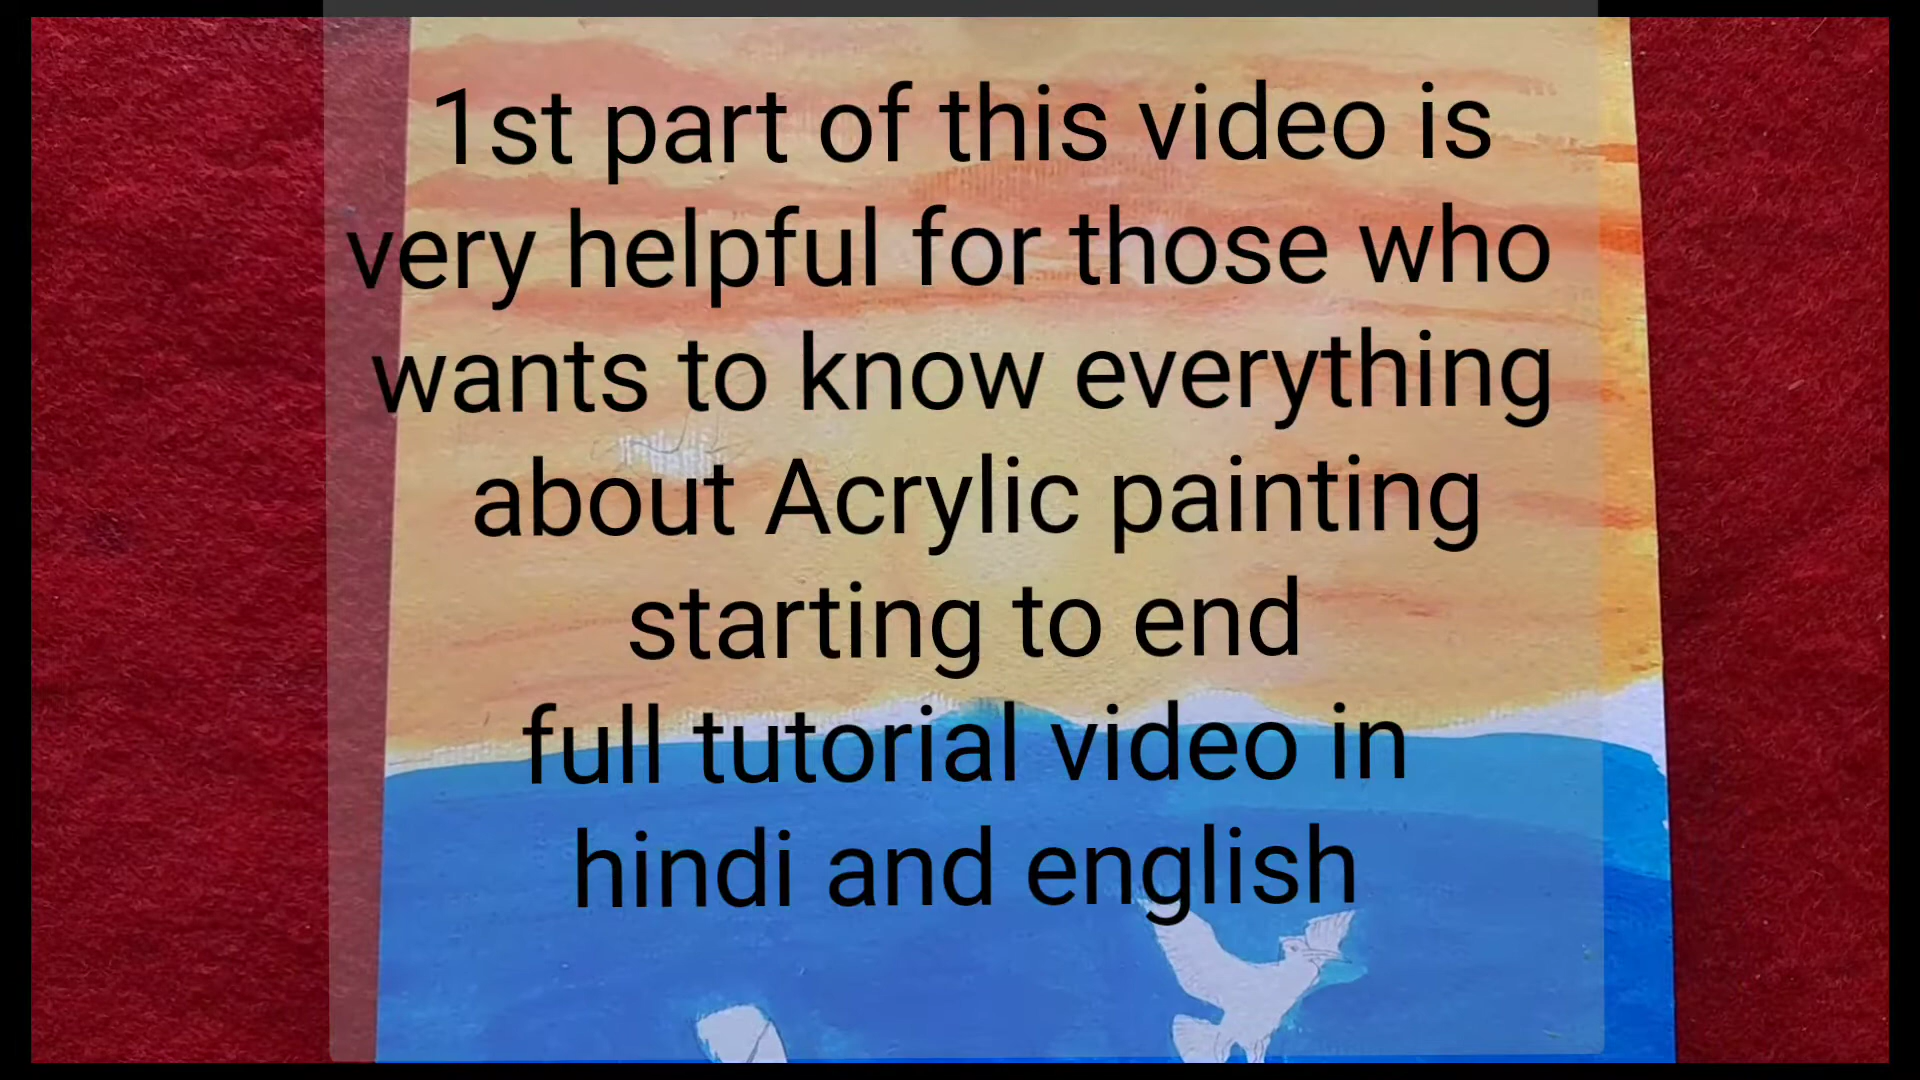 1st part of this video is
very helpful for those who
wants to know everything
about Acrylic painting
starting to end
full tutorial video in
hindi and english